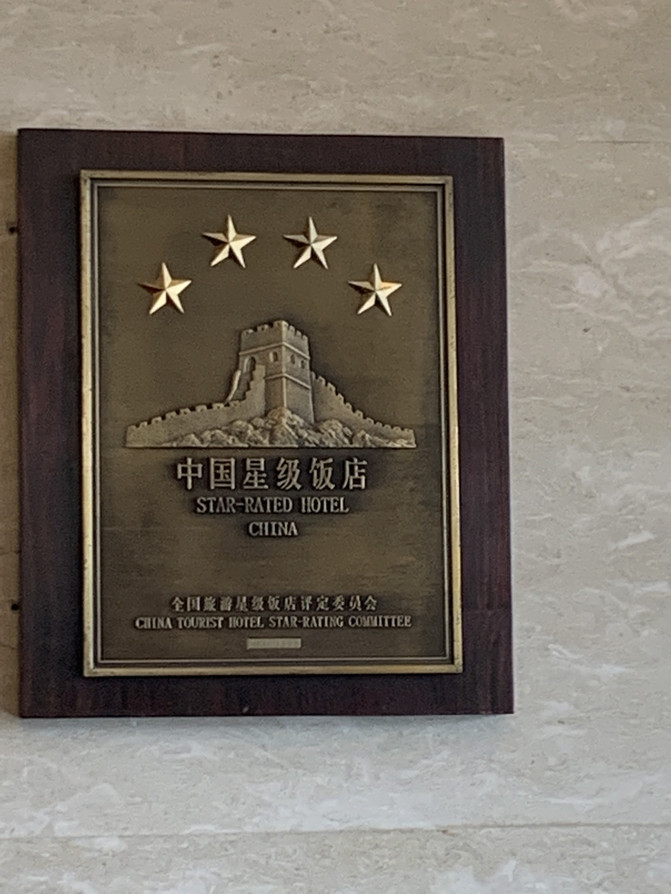 中国星级饭店
STAR-RATED HOTEL
CHINA
全国旅游星级饭店评定委员会
CHINA TOURIST HOTEL STAR-RATING COMMITTEE